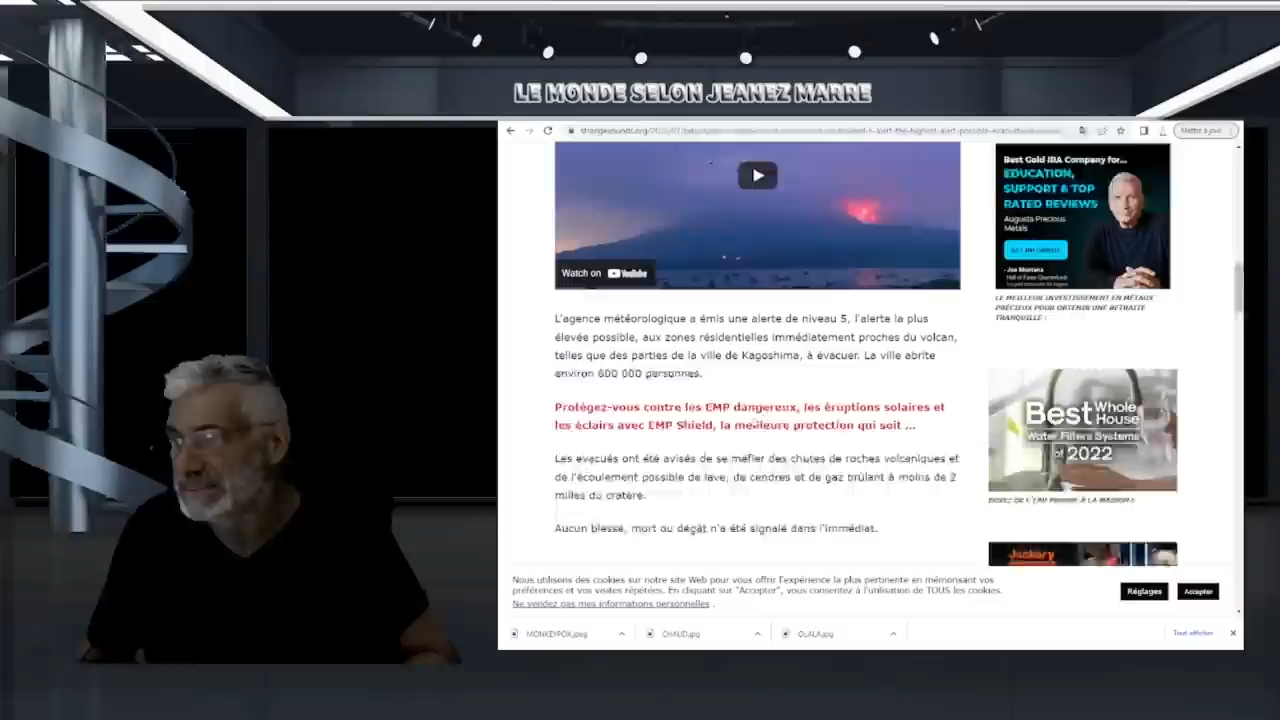 LE MONDE SELON JEANEZ MARRE
Mettre à jour
Watch on YouTube
L'agence météorologique a émis une alerte de niveau 5, l'alerte la plus
élevée possible, aux zones résidentielles immédiatement proches du volcan,
telles que des parties de la ville de Kagoshima, à évacuer. La ville abrite
environ 600 000 personnes.
Protégez-vous contre les EMP dangereux, les éruptions solaires et
les éclairs avec EMP Shield, la meilleure protection qui soit ...
Les évacués ont été avisés de se méfier des chutes de roches volcaniques et
de l'écoulement possible de lave, de cendres et de gaz brûlant à moins de 2
milles du cratère.
Aucun blessé, mort ou dégât n'a été signalé dans l'immédiat.
Best Gold IRA Company for...
EDUCATION,
SUPPORT & TOP
RATED REVIEWS
Augusta Precious
Metals
- Joe Montana
Hall of Fame Quarterback
LE MEILLEUR INVESTISSEMENT EN MÉTAUX
PRÉCIEUX POUR OBTENIR UNE RETRAITE
TRANQUILLE !
Best Whole
House
Water Filters Systems
of 2022
Jackery
Nous utilisons des cookies sur notre site Web pour vous offrir l'expérience la plus pertinente en mémorisant vos
préférences et vos visites répétées. En cliquant sur "Accepter", vous consentez à l'utilisation de TOUS les cookies.
Ne vendez pas mes informations personnelles .
Réglages
Accepter
MONKEYPOX.jpeg
CHAUD.jpg
OLALA.jpg
Tout afficher